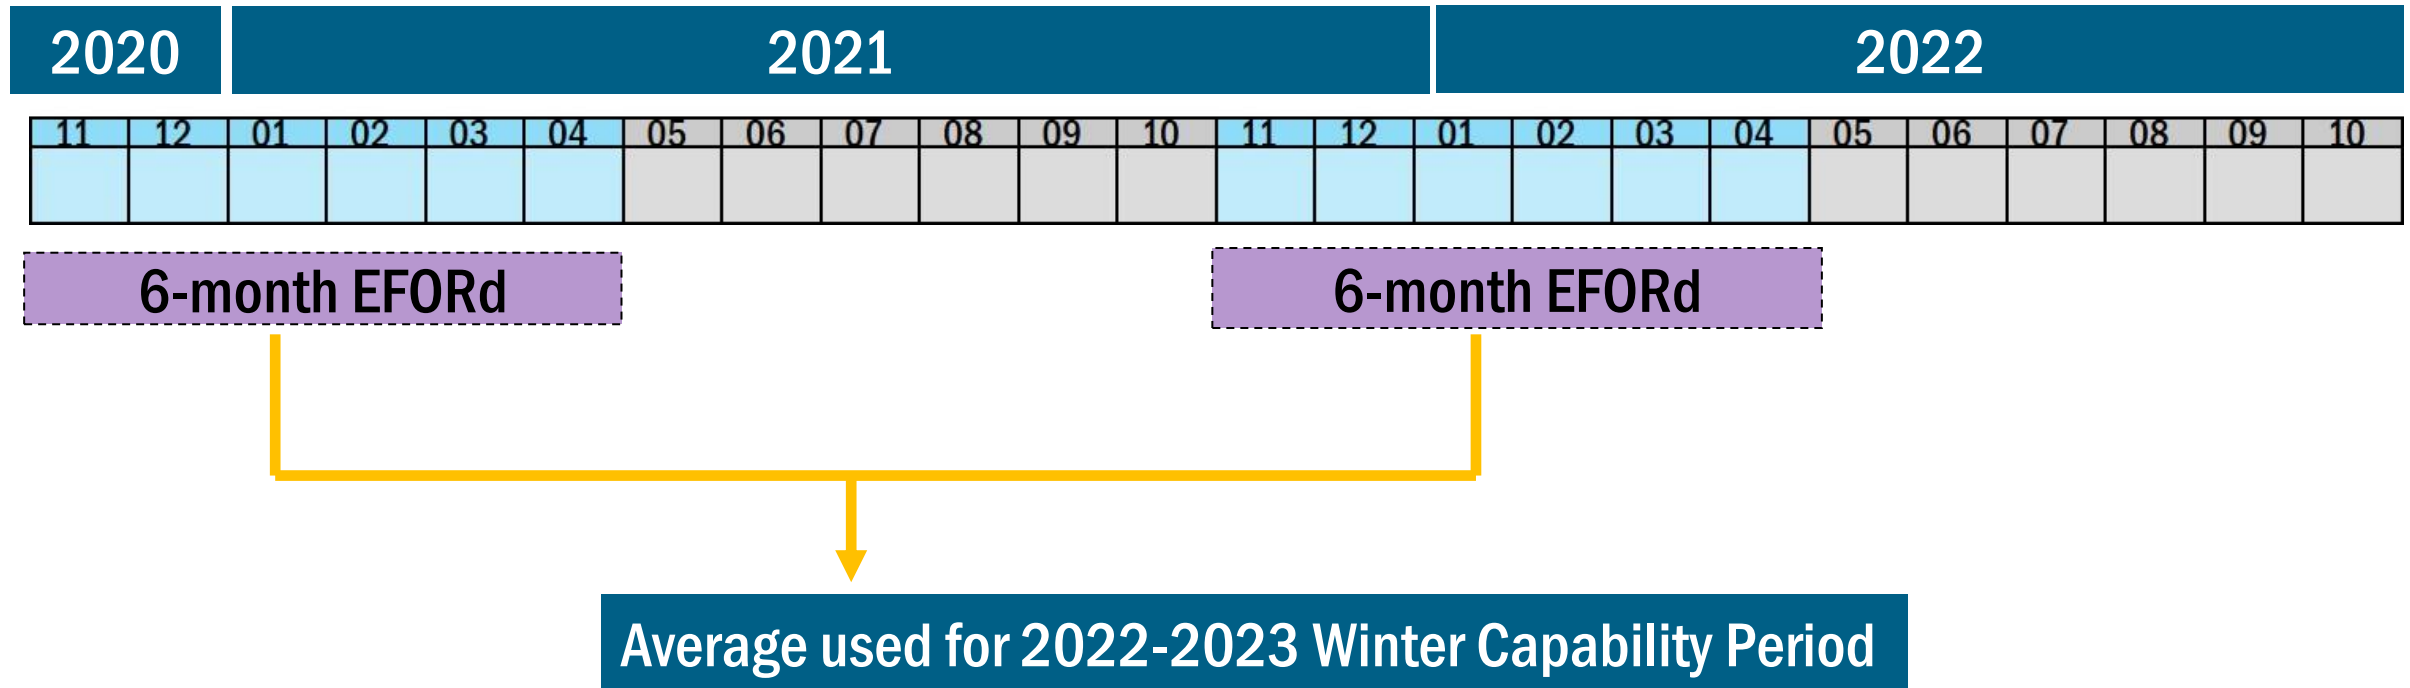 2020 2021 2022
11 12 01 02 03 04 05 06 07 08 09 10 11 12 01 02 03 04 05 06 07 08 09 10
6-month EFORd 6-month EFORd
Average used for 2022-2023 Winter Capability Period